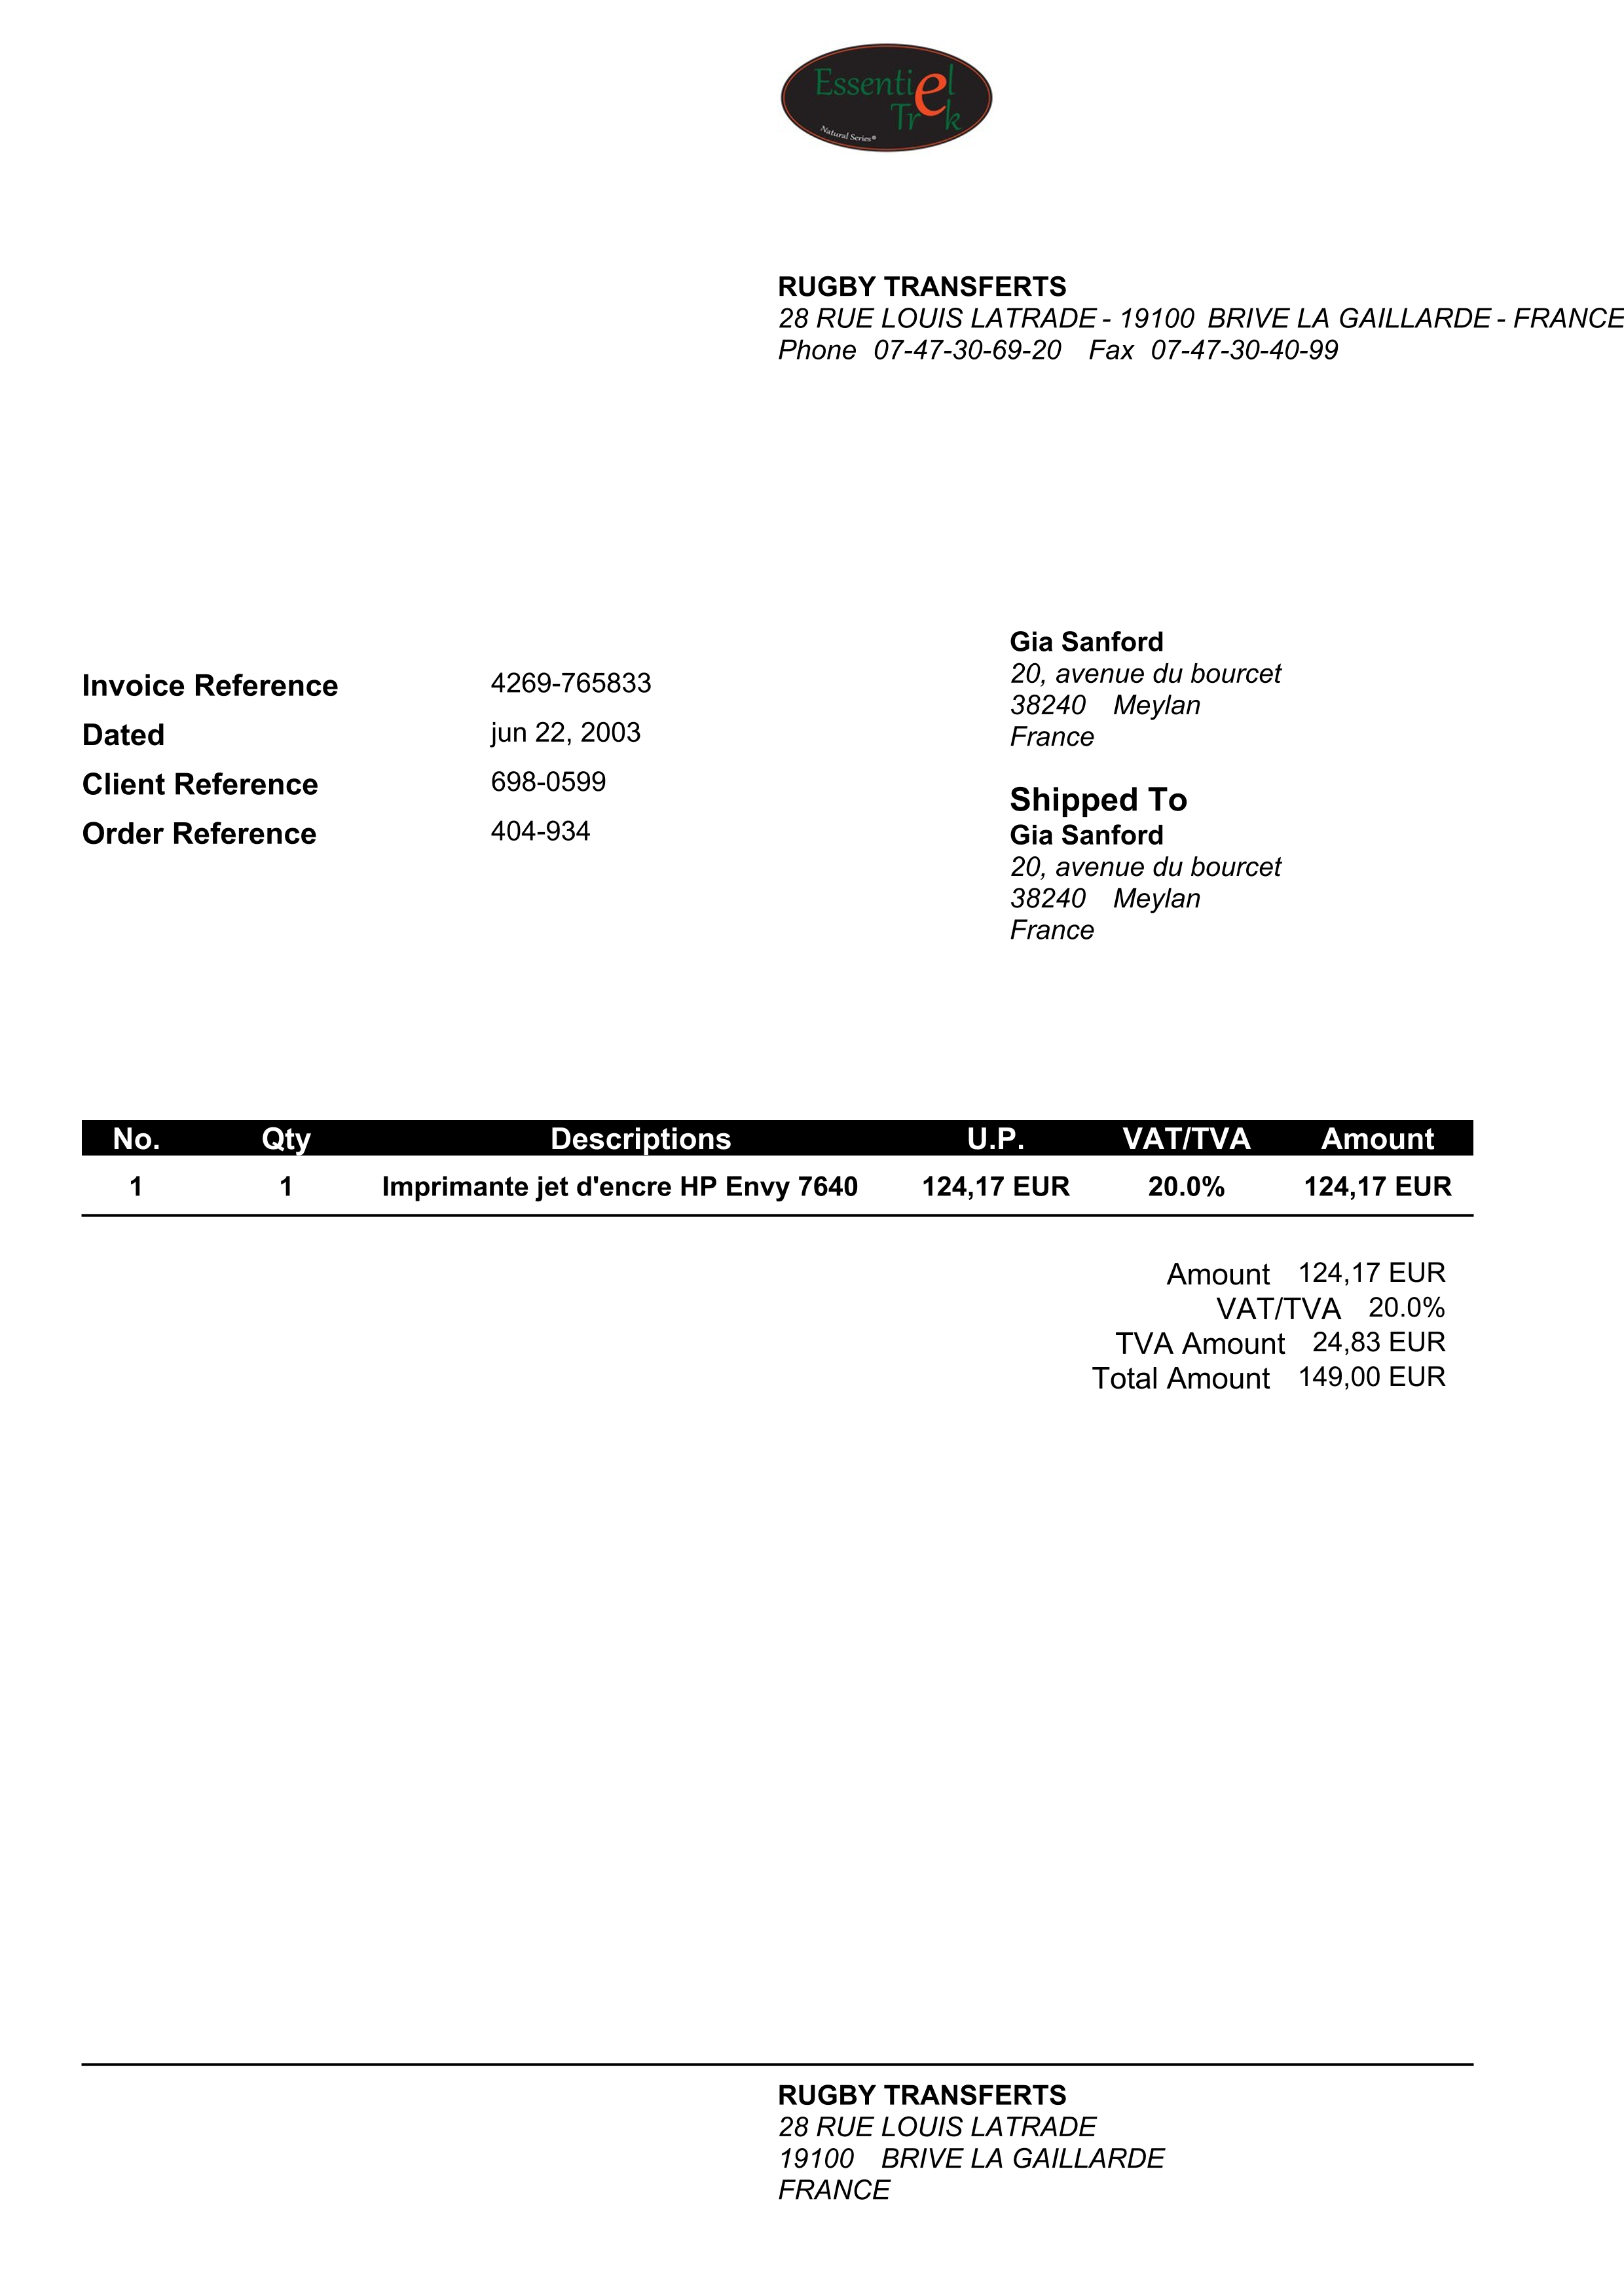 Essentiel
Trek
Natural Series®
RUGBY TRANSFERTS
28 RUE LOUIS LATRADE - 19100 BRIVE LA GAILLARDE - FRANCE
Phone 07-47-30-69-20 Fax 07-47-30-40-99
Gia Sanford
20, avenue du bourcet
38240 Meylan
France
Invoice Reference 4269-765833
Dated jun 22, 2003
Client Reference 698-0599
Order Reference 404-934
Shipped To
Gia Sanford
20, avenue du bourcet
38240 Meylan
France
No. Qty Descriptions U.P. VAT/TVA Amount
1 1 Imprimante jet d'encre HP Envy 7640 124,17 EUR 20.0% 124,17 EUR
Amount 124,17 EUR
VAT/TVA 20.0%
TVA Amount 24,83 EUR
Total Amount 149,00 EUR
RUGBY TRANSFERTS
28 RUE LOUIS LATRADE
19100 BRIVE LA GAILLARDE
FRANCE